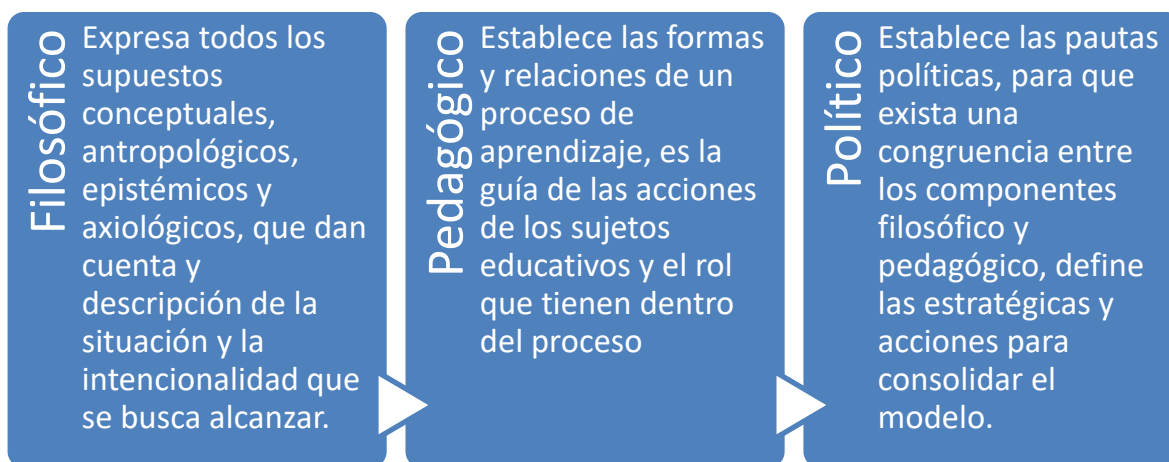 Filosófico
Expresa todos los
supuestos
conceptuales,
antropológicos,
epistémicos y
axiológicos, que dan
cuenta y
descripción de la
situación y la
intencionalidad que
se busca alcanzar.
Pedagógico
Establece las formas
y relaciones de un
proceso de
aprendizaje, es la
guía de las acciones
de los sujetos
educativos y el rol
que tienen dentro
del proceso
Político
Establece las pautas
políticas, para que
exista una
congruencia entre
los componentes
filosófico y
pedagógico, define
las estratégicas y
acciones para
consolidar el
modelo.